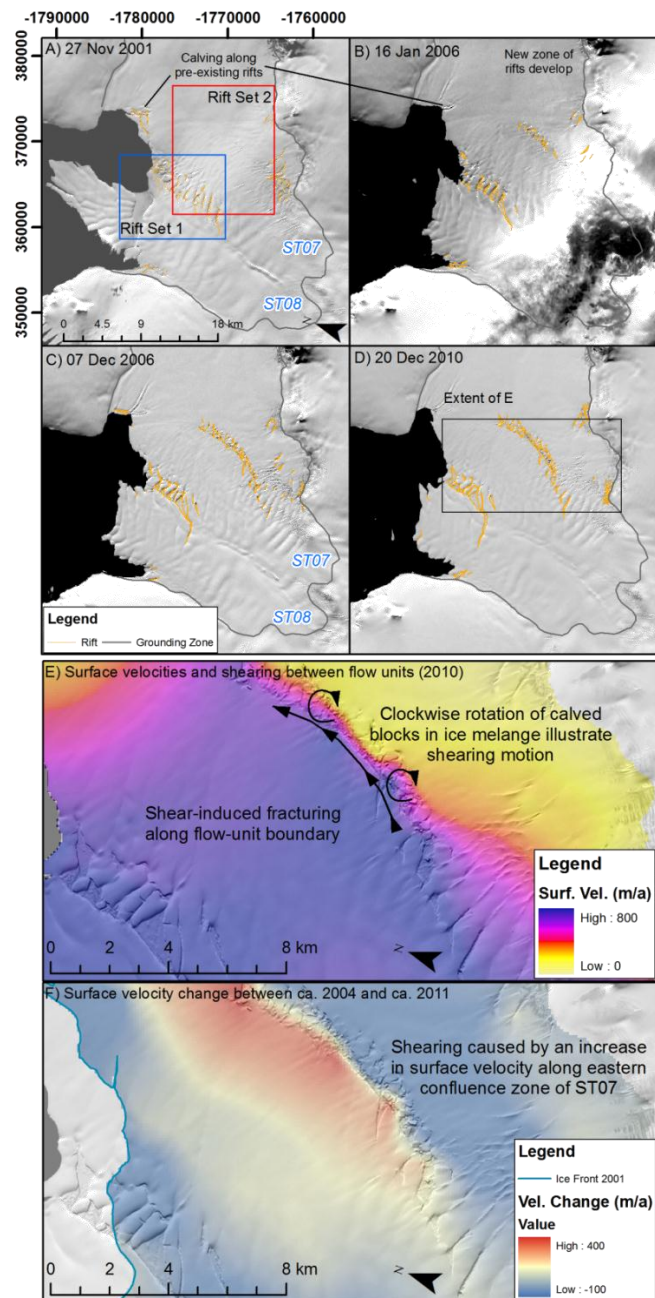 -1790000 -1780000 -1770000 -1760000
380000
370000
360000
350000
A) 27 Nov 2001
Calving along
pre-existing rifts
Rift Set 2
Rift Set 1
ST07
ST08
0 4.5 9 18 km
N
B) 16 Jan 2006
New zone of
rifts develop
C) 07 Dec 2006
ST07
ST08
Legend
Rift Grounding Zone
D) 20 Dec 2010
Extent of E
E) Surface velocities and shearing between flow units (2010)
Clockwise rotation of calved
blocks in ice melange illustrate
shearing motion
Shear-induced fracturing
along flow-unit boundary
Legend
Surf. Vel. (m/a)
High : 800
Low : 0
0 2 4 8 km
N
F) Surface velocity change between ca. 2004 and ca. 2011
Shearing caused by an increase
in surface velocity along eastern
confluence zone of ST07
Legend
Ice Front 2001
Vel. Change (m/a)
Value
High : 400
Low : -100
0 2 4 8 km
N